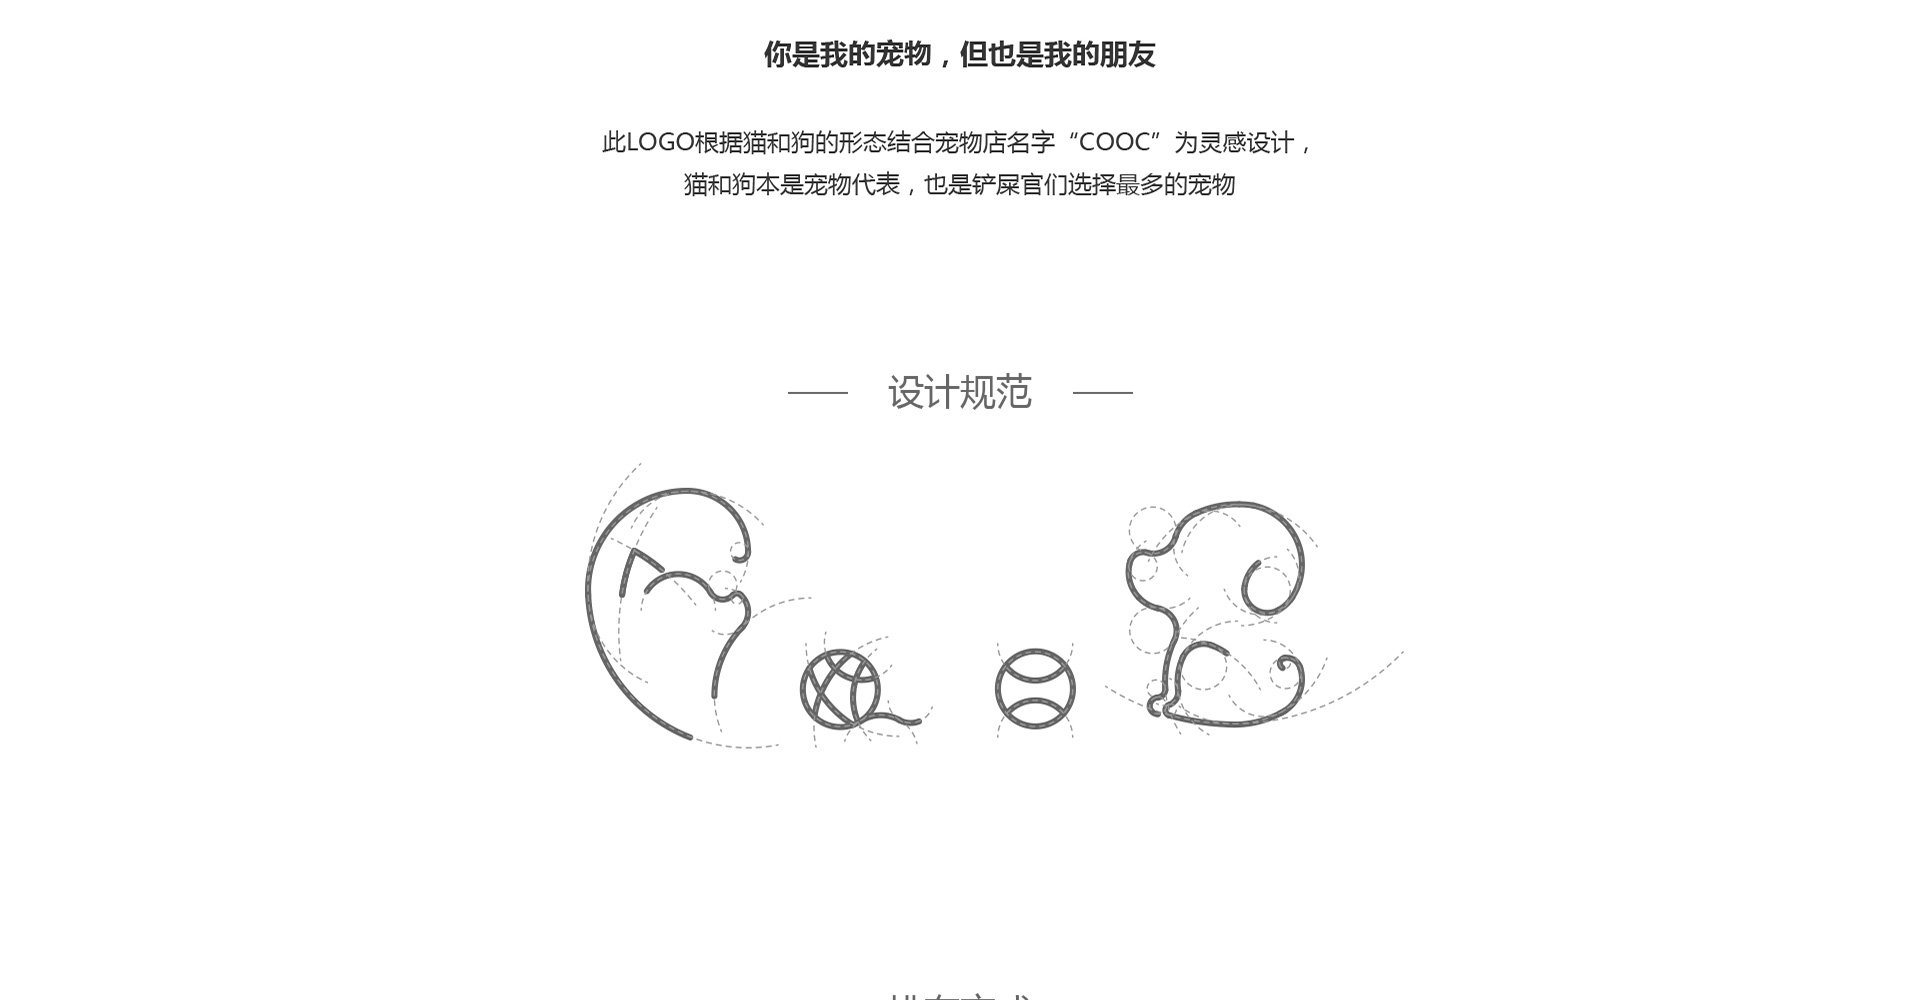 你是我的宠物，但也是我的朋友
此LOGO根据猫和狗的形态结合宠物店名字“COOC”为灵感设计，
猫和狗本是宠物代表，也是铲屎官们选择最多的宠物
设计规范